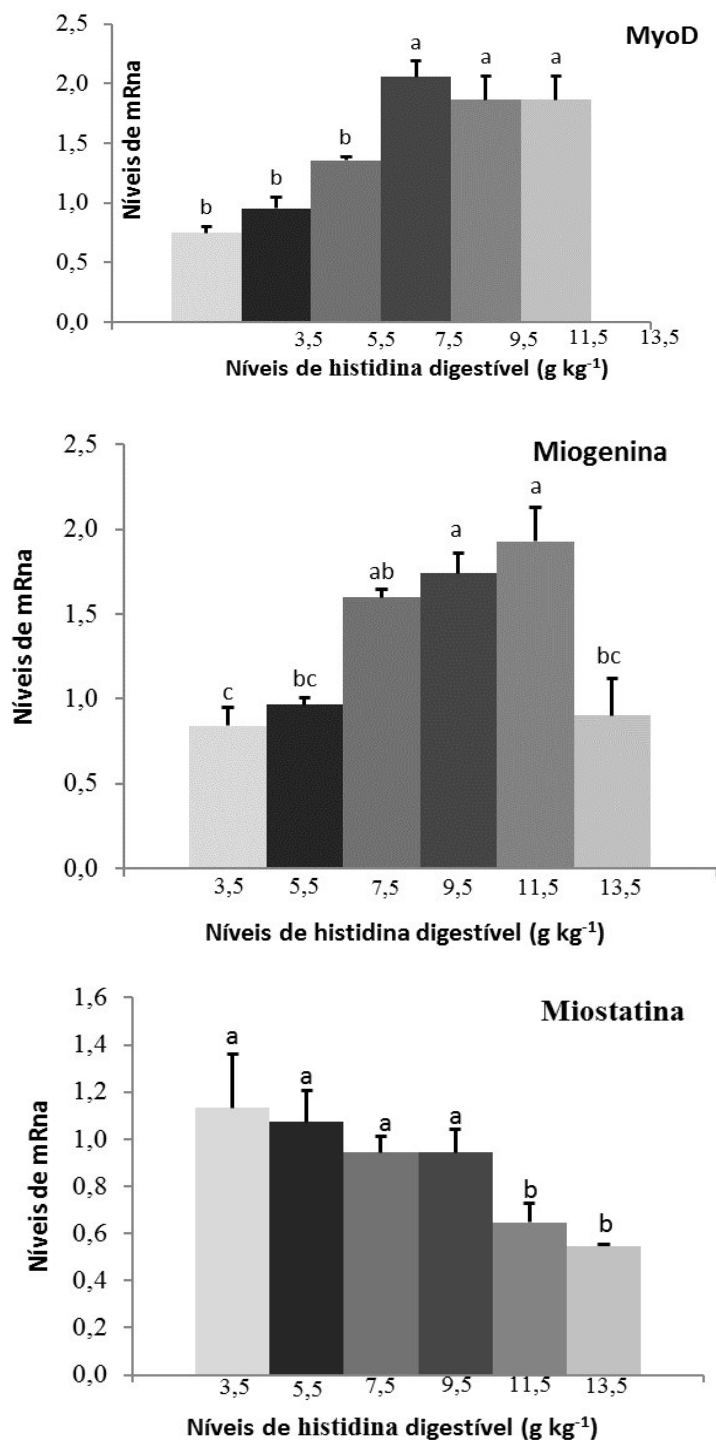 MyoD
Níveis de mRna
2,5
2,0
1,5
1,0
0,5
0,0
b
b
b
a
a
a
3,5 5,5 7,5 9,5 11,5 13,5
Níveis de histidina digestível (g kg⁻¹)
Miogenina
Níveis de mRna
2,5
2,0
1,5
1,0
0,5
0,0
c
bc
ab
a
a
bc
3,5 5,5 7,5 9,5 11,5 13,5
Níveis de histidina digestível (g kg⁻¹)
Miostatina
Níveis de mRna
1,6
1,4
1,2
1,0
0,8
0,6
0,4
0,2
0,0
a
a
a
a
b
b
3,5 5,5 7,5 9,5 11,5 13,5
Níveis de histidina digestível (g kg⁻¹)